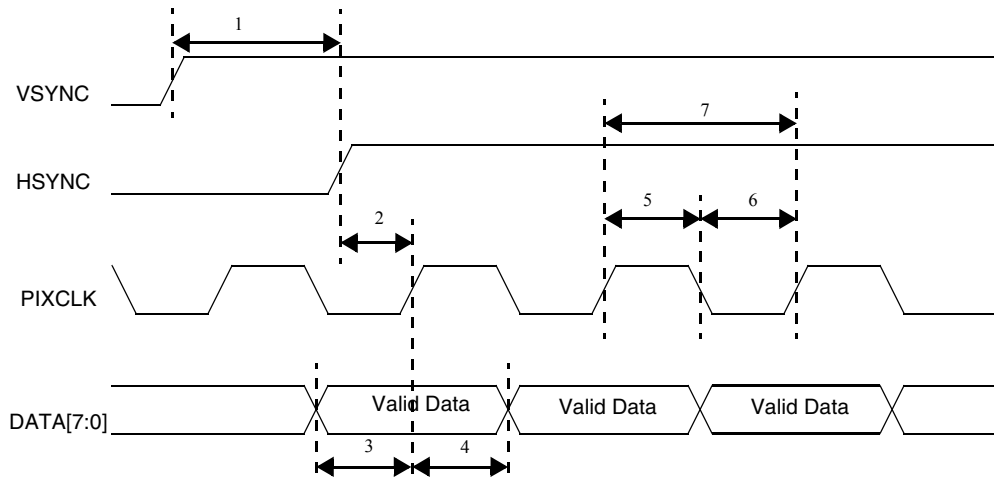 1
VSYNC
7
HSYNC
5
6
2
PIXCLK
Valid Data
Valid Data
Valid Data
DATA[7:0]
3
4